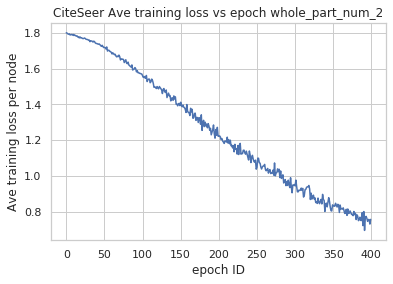 CiteSeer Ave training loss vs epoch whole_part_num_2
1.8
1.6
1.4
1.2
1.0
0.8
Ave training loss per node
0 50 100 150 200 250 300 350 400
epoch ID